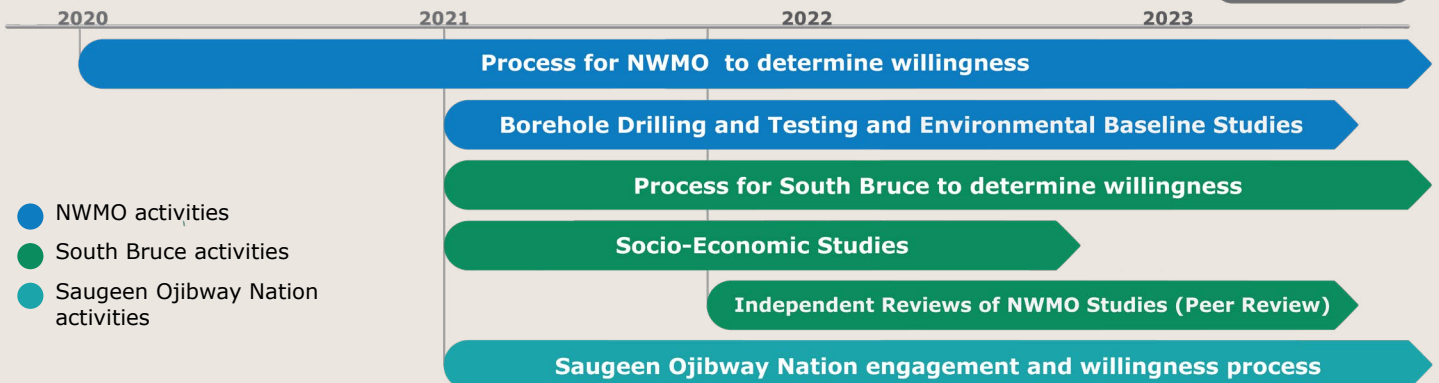 2020 2021 2022 2023
Process for NWMO to determine willingness
Borehole Drilling and Testing and Environmental Baseline Studies
Process for South Bruce to determine willingness
Socio-Economic Studies
Independent Reviews of NWMO Studies (Peer Review)
Saugeen Ojibway Nation engagement and willingness process
NWMO activities
South Bruce activities
Saugeen Ojibway Nation
activities